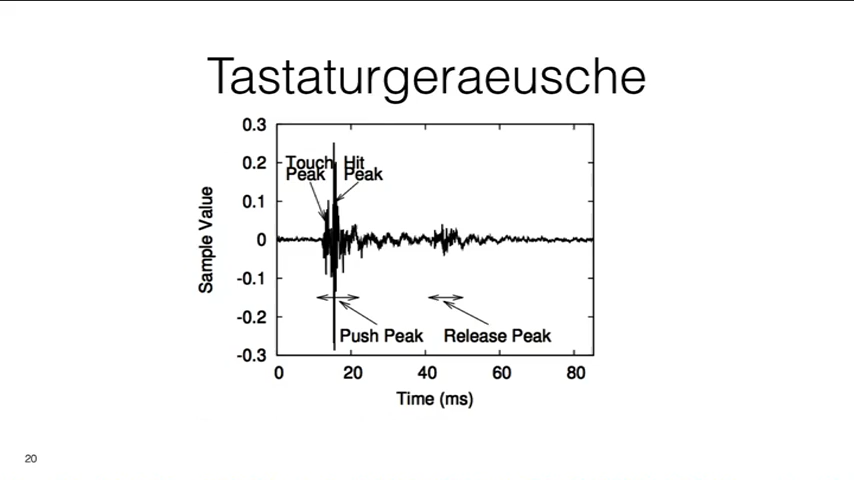 Tastaturgeraeusche
0.3
0.2
0.1
0
-0.1
-0.2
-0.3
Sample Value
Touch
Peak
Hit
Peak
Push Peak
Release Peak
0 20 40 60 80
Time (ms)
20